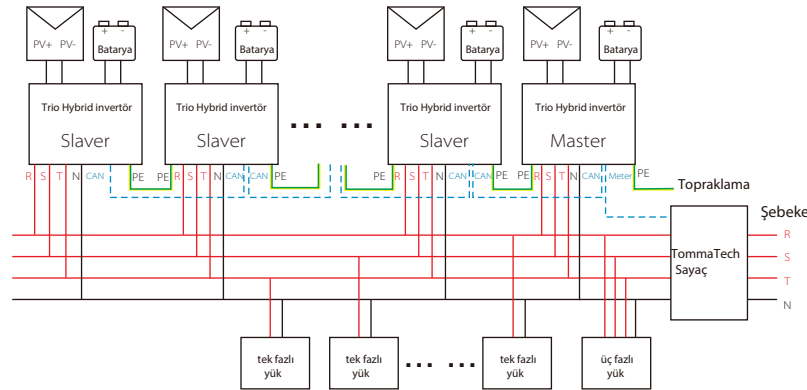 PV+ PV- + - PV+ PV- + - PV+ PV- + - PV+ PV- + -
Batarya Batarya Batarya Batarya
Trio Hybrid invertör Trio Hybrid invertör Trio Hybrid invertör Trio Hybrid invertör
Slaver Slaver ... ... Slaver Master
R S T N CAN PE PE R S T N CAN CAN PE PE R S T N CAN CAN PE PE R S T N CAN Meter PE
Topraklama
Şebeke
TommaTech
Sayaç
R
S
T
N
tek fazlı
yük
tek fazlı
yük
... ...
tek fazlı
yük
üç fazlı
yük